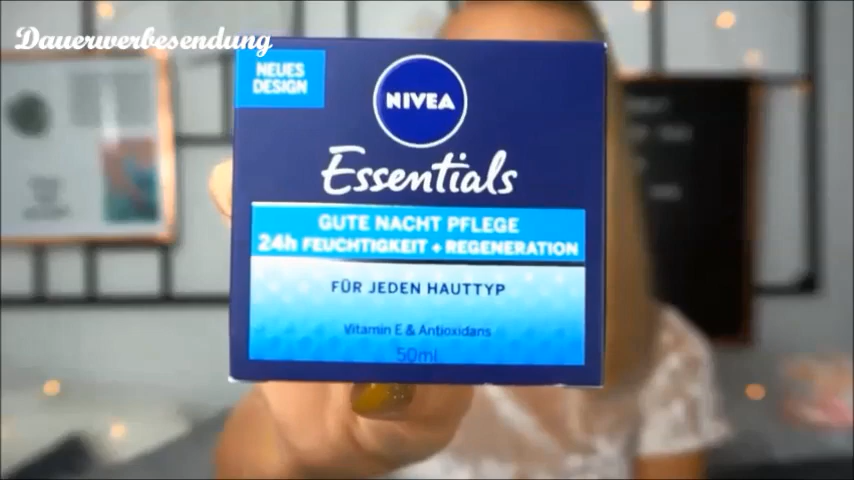 Dauerwerbesendung
NEUES
DESIGN
NIVEA
Essentials
GUTE NACHT PFLEGE
24h FEUCHTIGKEIT + REGENERATION
FÜR JEDEN HAUTTYP
Vitamin E & Antioxidans
50ml